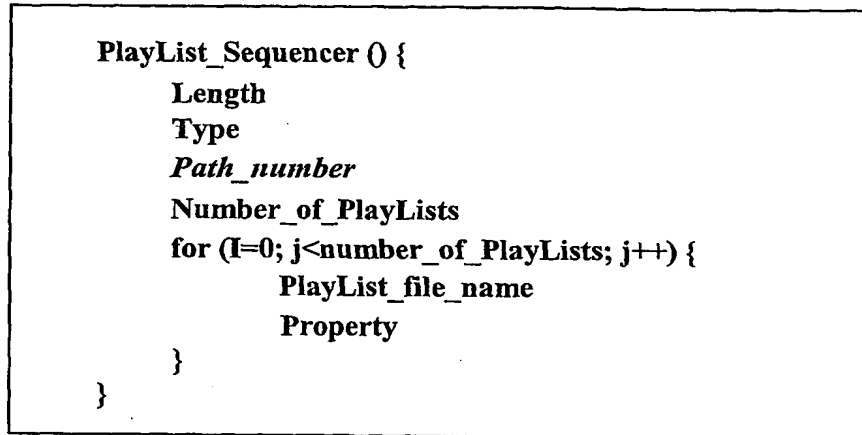 PlayList_Sequencer () {
Length
Type
Path_number
Number_of_PlayLists
for (I=0; j<number_of_PlayLists; j++) {
PlayList_file_name
Property
}
}